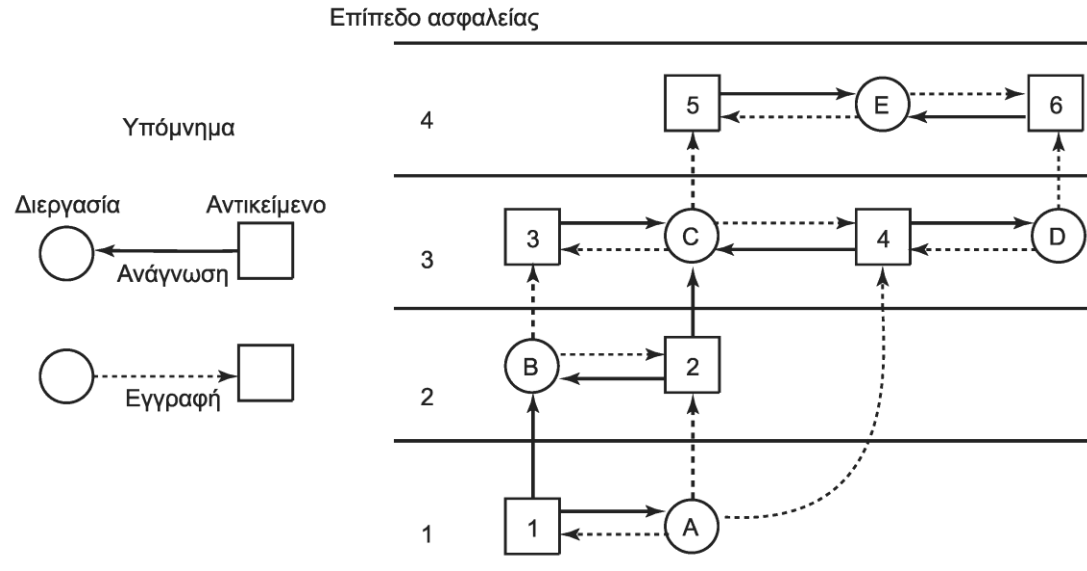 Επίπεδο ασφαλείας
Υπόμνημα
Διεργασία Αντικείμενο
Ανάγνωση
Εγγραφή
4 5 E 6
3 3 C 4 D
2 B 2
1 1 A